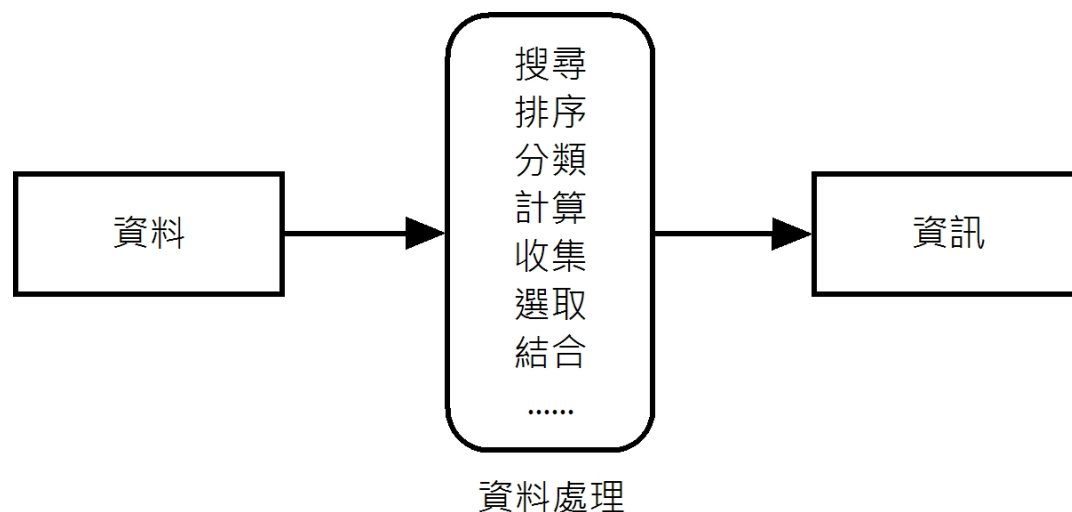 資料
搜尋
排序
分類
計算
收集
選取
結合
......
資訊
資料處理